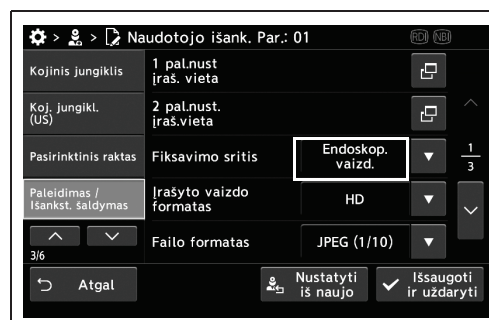 > > Naudotojo išank. Par.: 01 RDI NBI
Kojinis jungiklis
1 pal.nust
įraš. vieta
Koj. jungikl.
(US)
2 pal.nust.
įraš.vieta
Pasirinktinis raktas
Fiksavimo sritis
Endoskop.
vaizd.
1
3
Paleidimas /
Išankst. šaldymas
Įrašyto vaizdo
formatas
HD
3/6
Failo formatas
JPEG (1/10)
Atgal
Nustatyti
iš naujo
Išsaugoti
ir uždaryti